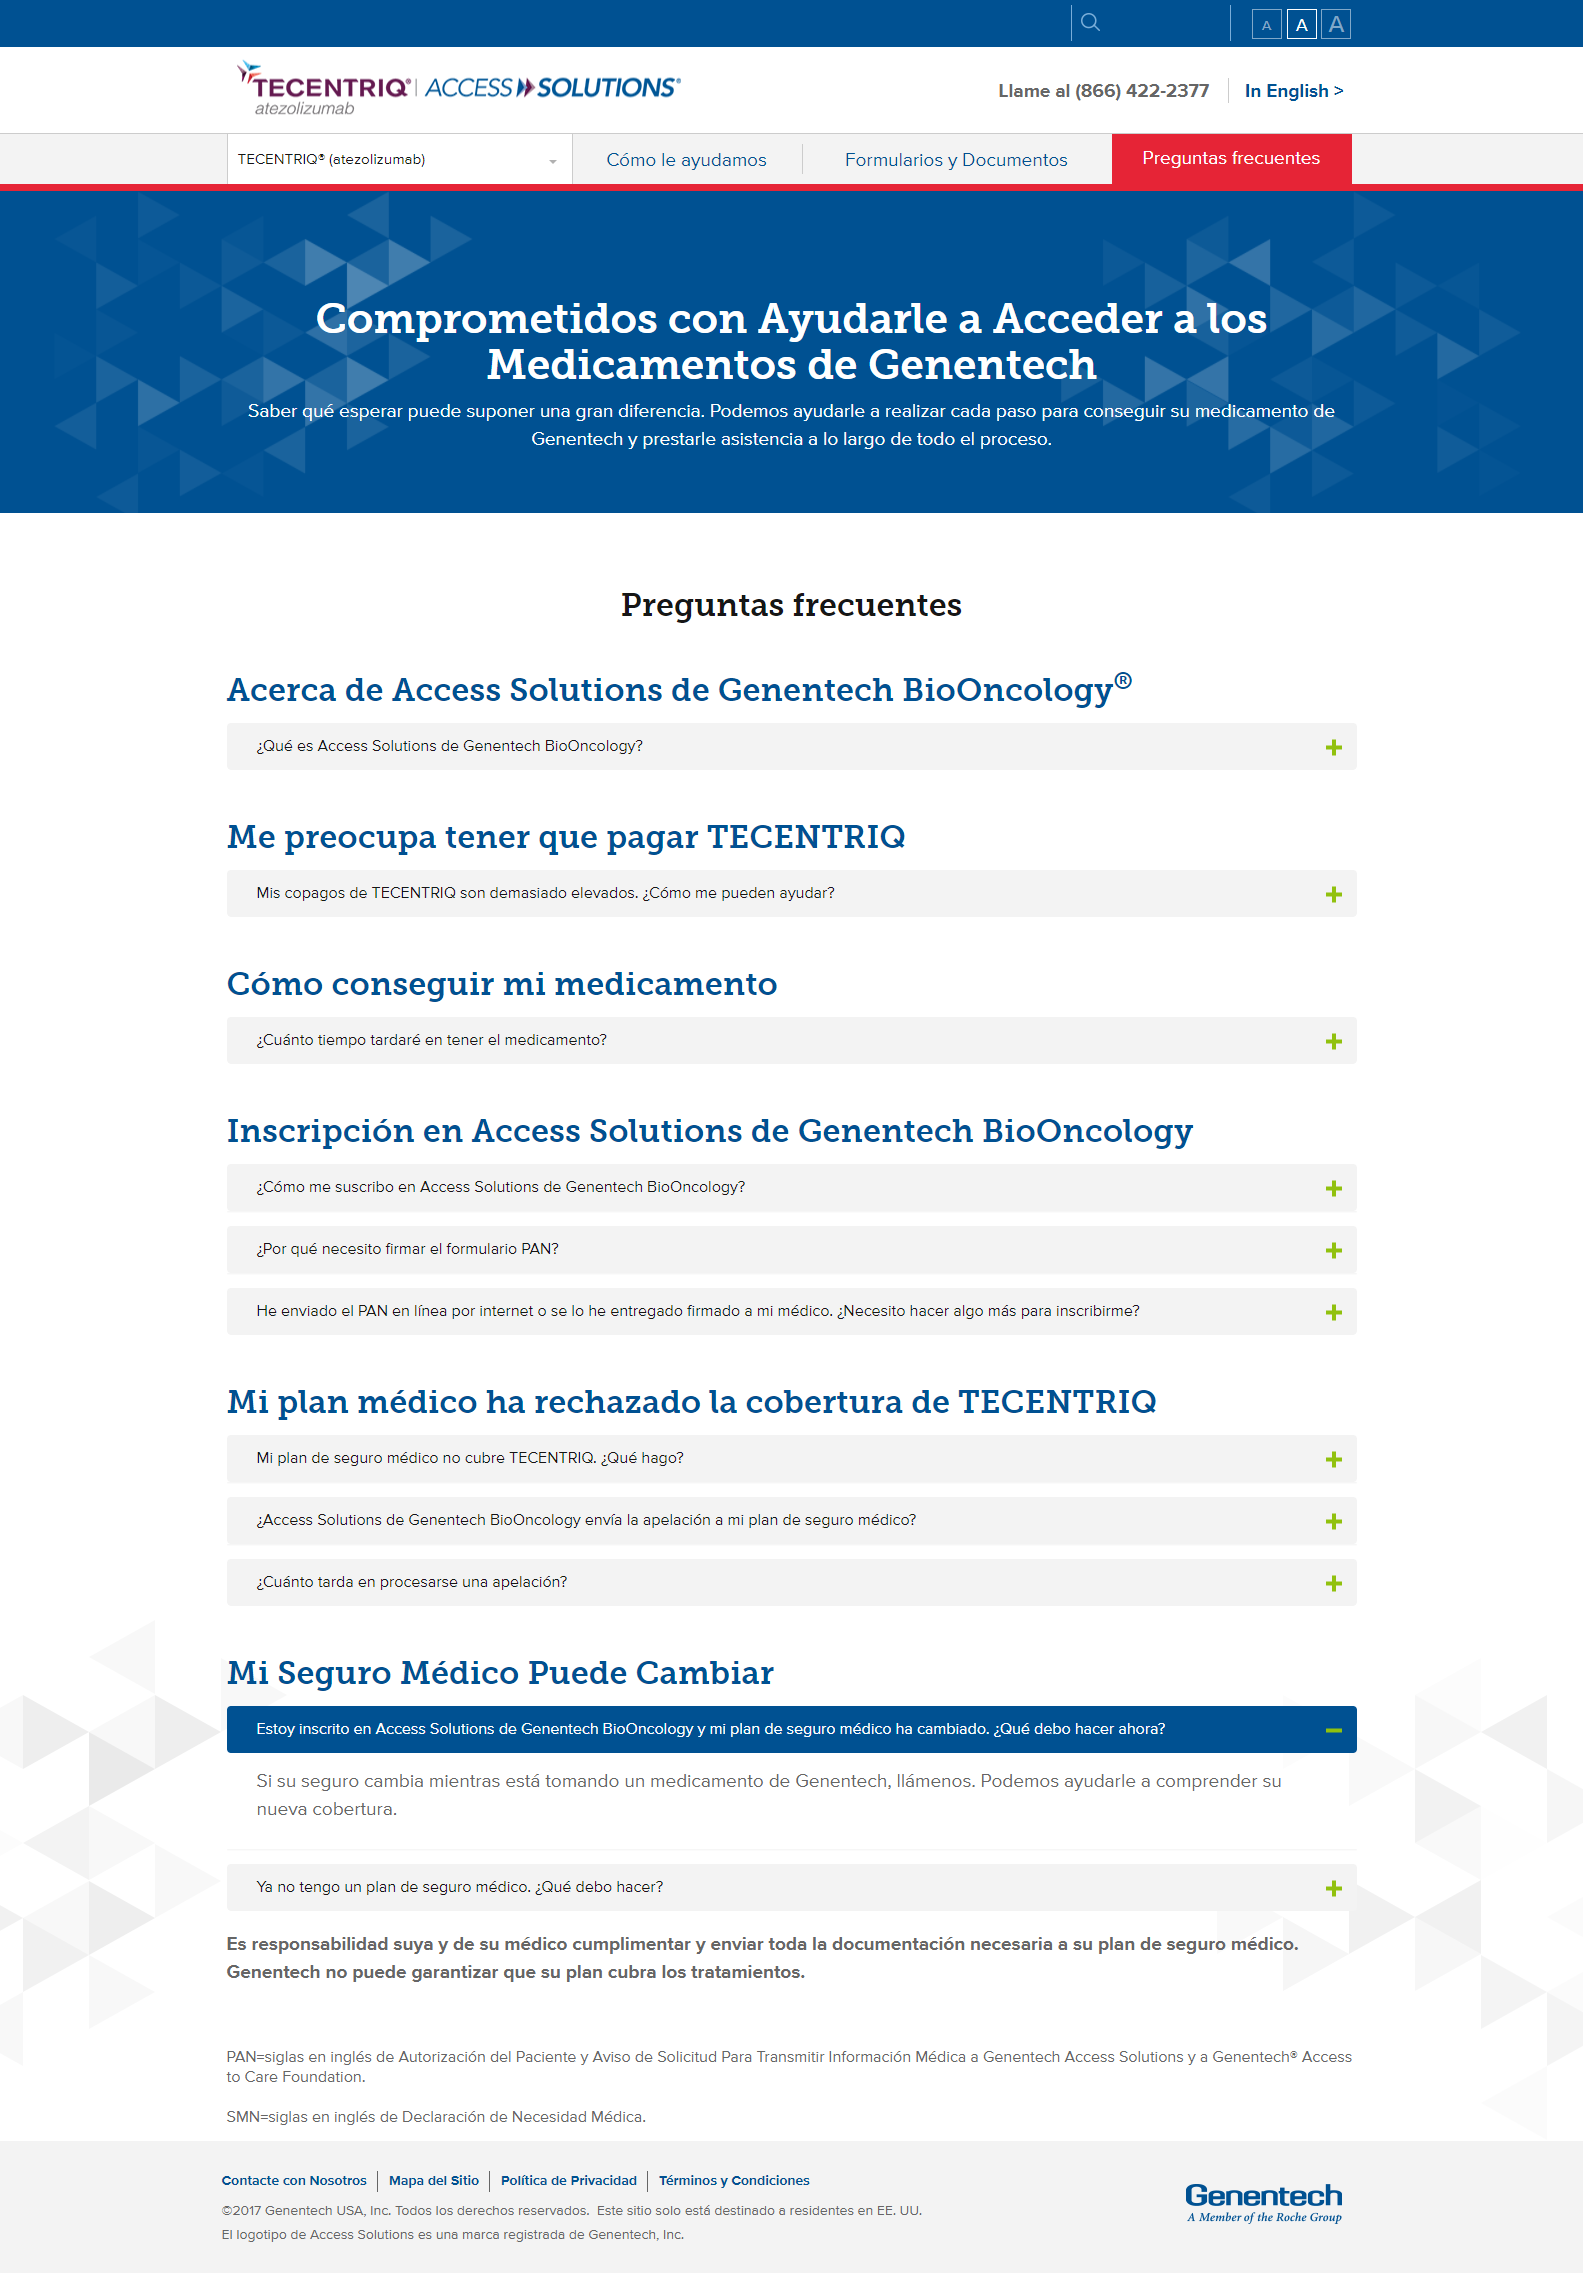 A A A
TECENTRIQ® | ACCESS SOLUTIONS®
atezolizumab
Llame al (866) 422-2377
In English >
TECENTRIQ® (atezolizumab)
Cómo le ayudamos
Formularios y Documentos
Preguntas frecuentes
Comprometidos con Ayudarle a Acceder a los
Medicamentos de Genentech
Saber qué esperar puede suponer una gran diferencia. Podemos ayudarle a realizar cada paso para conseguir su medicamento de
Genentech y prestarle asistencia a lo largo de todo el proceso.
Preguntas frecuentes
Acerca de Access Solutions de Genentech BioOncology®
¿Qué es Access Solutions de Genentech BioOncology?
Me preocupa tener que pagar TECENTRIQ
Mis copagos de TECENTRIQ son demasiado elevados. ¿Cómo me pueden ayudar?
Cómo conseguir mi medicamento
¿Cuánto tiempo tardaré en tener el medicamento?
Inscripción en Access Solutions de Genentech BioOncology
¿Cómo me suscribo en Access Solutions de Genentech BioOncology?
¿Por qué necesito firmar el formulario PAN?
He enviado el PAN en línea por internet o se lo he entregado firmado a mi médico. ¿Necesito hacer algo más para inscribirme?
Mi plan médico ha rechazado la cobertura de TECENTRIQ
Mi plan de seguro médico no cubre TECENTRIQ. ¿Qué hago?
¿Access Solutions de Genentech BioOncology envía la apelación a mi plan de seguro médico?
¿Cuánto tarda en procesarse una apelación?
Mi Seguro Médico Puede Cambiar
Estoy inscrito en Access Solutions de Genentech BioOncology y mi plan de seguro médico ha cambiado. ¿Qué debo hacer ahora?
Si su seguro cambia mientras está tomando un medicamento de Genentech, llámenos. Podemos ayudarle a comprender su
nueva cobertura.
Ya no tengo un plan de seguro médico. ¿Qué debo hacer?
Es responsabilidad suya y de su médico cumplimentar y enviar toda la documentación necesaria a su plan de seguro médico.
Genentech no puede garantizar que su plan cubra los tratamientos.
PAN=siglas en inglés de Autorización del Paciente y Aviso de Solicitud Para Transmitir Información Médica a Genentech Access Solutions y a Genentech® Access
to Care Foundation.
SMN=siglas en inglés de Declaración de Necesidad Médica.
Contacte con Nosotros | Mapa del Sitio | Política de Privacidad | Términos y Condiciones
©2017 Genentech USA, Inc. Todos los derechos reservados. Este sitio solo está destinado a residentes en EE. UU.
El logotipo de Access Solutions es una marca registrada de Genentech, Inc.
Genentech
A Member of the Roche Group